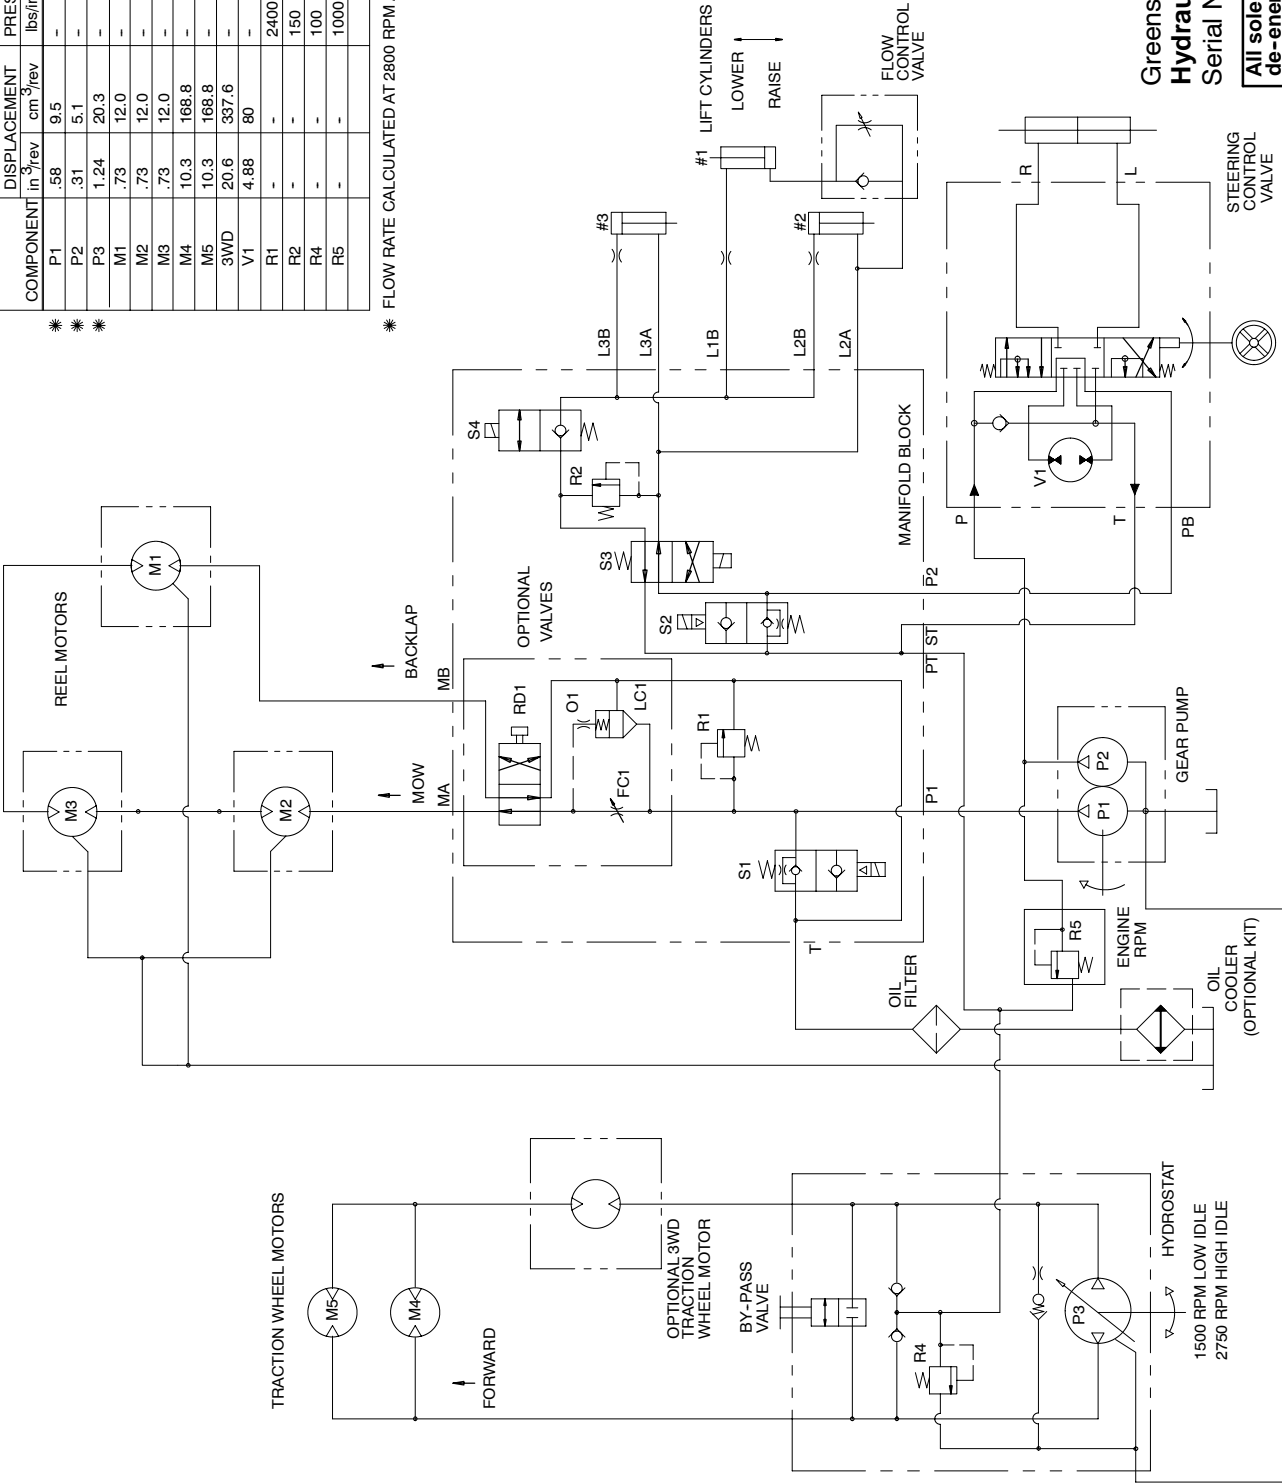 DISPLACEMENT
COMPONENT in³/rev cm³/rev
P1 .58 9.5 -
P2 .31 5.1 -
P3 1.24 20.3 -
M1 .73 12.0 -
M2 .73 12.0 -
M3 .73 12.0 -
M4 10.3 168.8 -
M5 10.3 168.8 -
3WD 20.6 337.6 -
V1 4.88 80 -
R1 - - 2400
R2 - - 150
R4 - - 100
R5 - - 1000
✳ FLOW RATE CALCULATED AT 2800 RPM
REEL MOTORS
M1
M3
M2
MOW
BACKLAP
MA
MB
OPTIONAL
VALVES
RD1
O1
LC1
FC1
R1
S1
S2
S3
S4
R2
MANIFOLD BLOCK
L3B
L3A
L1B
L2B
L2A
#3
#1
#2
LIFT CYLINDERS
LOWER
RAISE
FLOW
CONTROL
VALVE
P1
PT
ST
P2
T
P
T
PB
V1
R
L
STEERING
CONTROL
VALVE
GEAR PUMP
P1
P2
ENGINE
RPM
R5
OIL
FILTER
OIL
COOLER
(OPTIONAL KIT)
TRACTION WHEEL MOTORS
M5
M4
FORWARD
OPTIONAL 3WD
TRACTION
WHEEL MOTOR
BY-PASS
VALVE
R4
P3
HYDROSTAT
1500 RPM LOW IDLE
2750 RPM HIGH IDLE
Greens
Serial
All